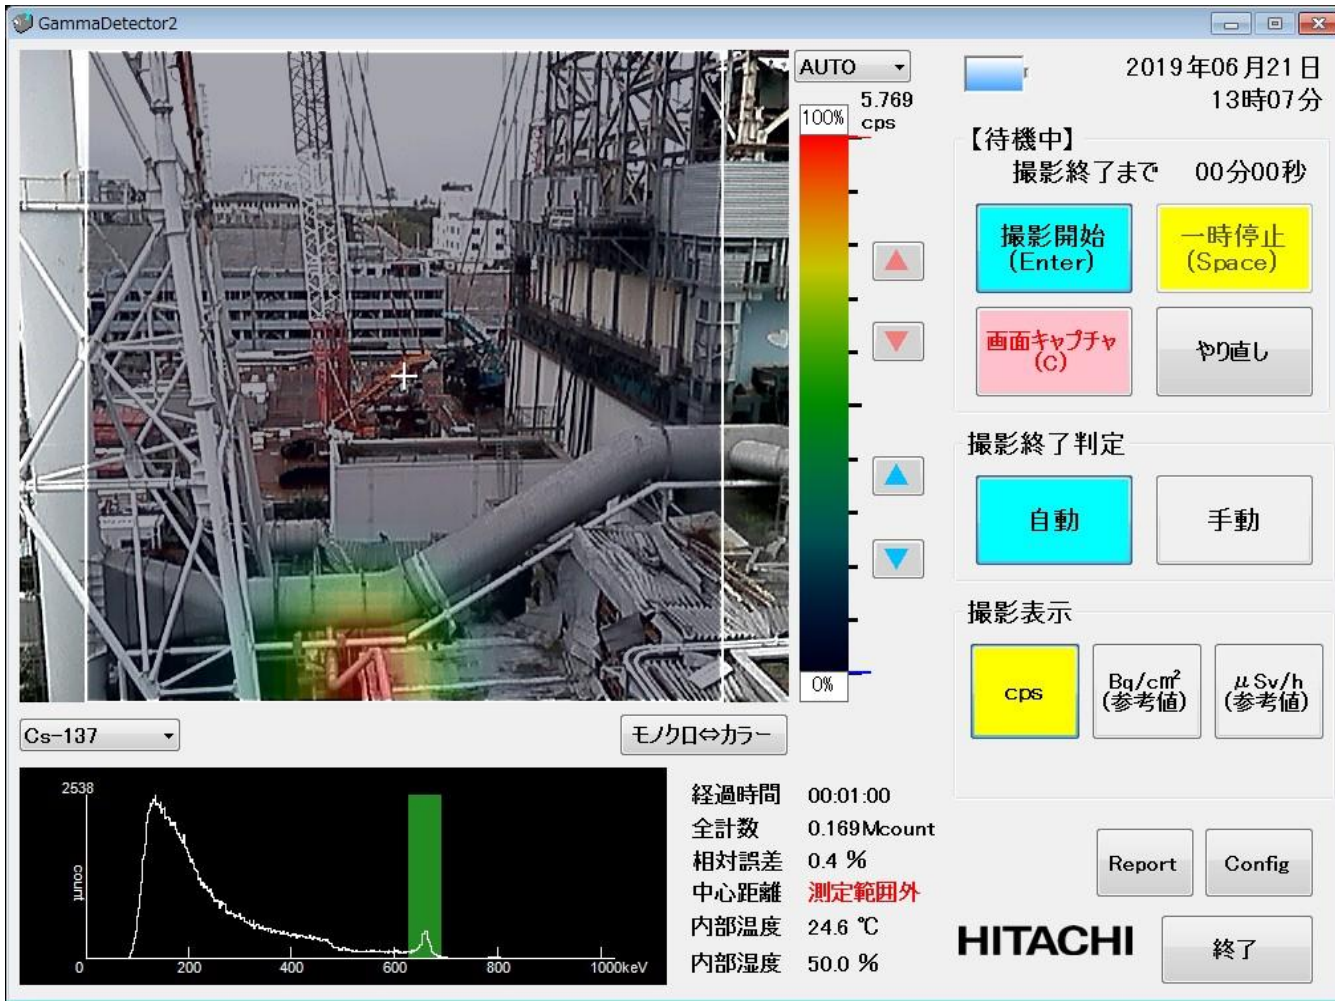 GammaDetector2
AUTO
5.769
cps
100%
0%
2019年06月21日
13時07分
【待機中】
撮影終了まで 00分00秒
撮影開始
(Enter)
一時停止
(Space)
画面キャプチャ
(C)
やり直し
撮影終了判定
自動
手動
撮影表示
cps
Bq/cm²
(参考値)
μSv/h
(参考値)
Cs-137
モノクロ⇔カラー
2538
count
0 200 400 600 800 1000keV
経過時間 00:01:00
全計数 0.169Mcount
相対誤差 0.4 %
中心距離 測定範囲外
内部温度 24.6 ℃
内部湿度 50.0 %
Report
Config
HITACHI
終了